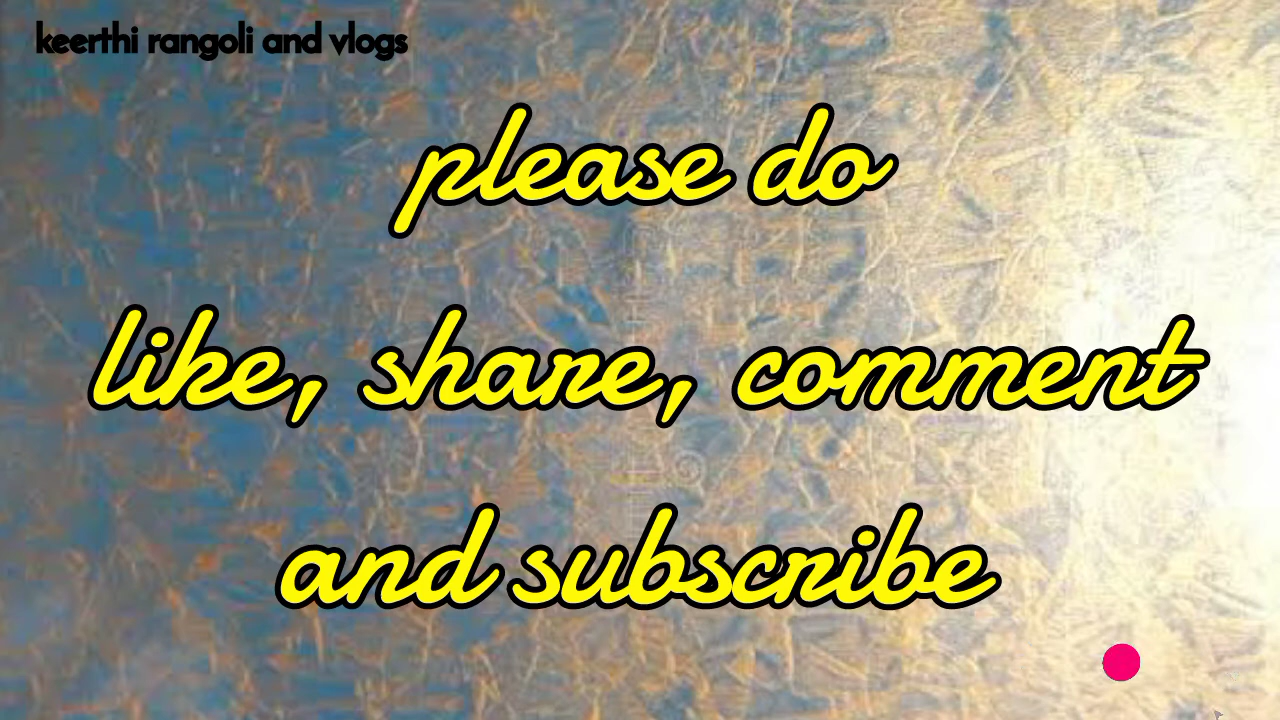 keerthi rangoli and vlogs
please do
like, share, comment
and subscribe